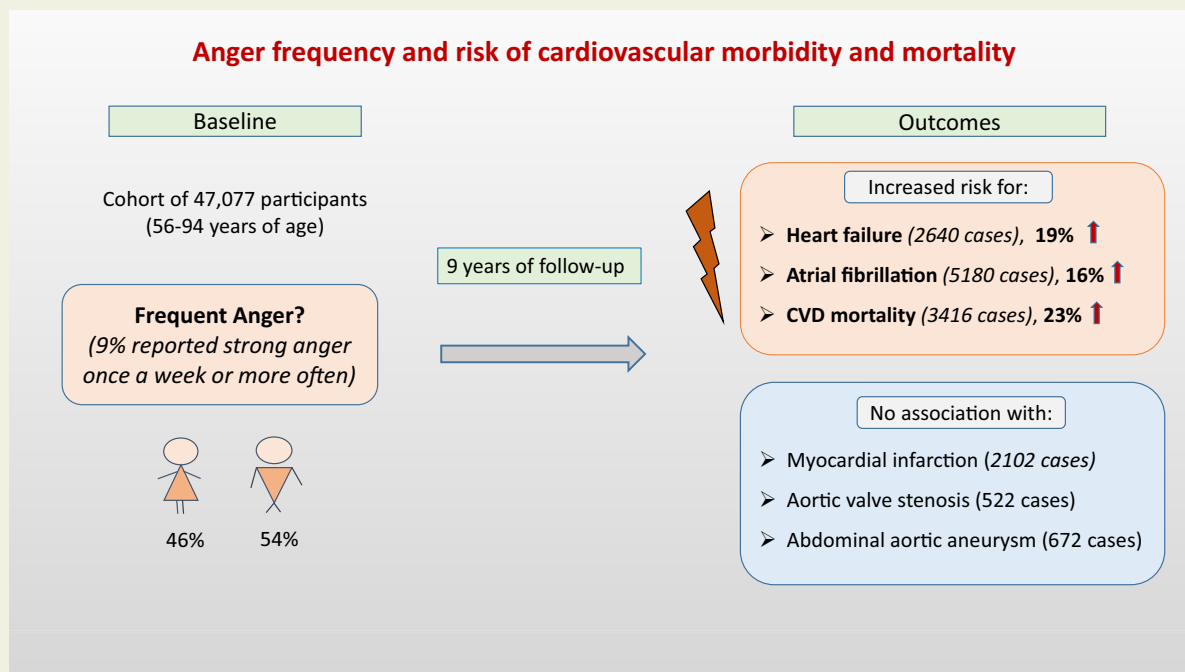 Anger frequency and risk of cardiovascular morbidity and mortality
Baseline
Cohort of 47,077 participants
(56-94 years of age)
Frequent Anger?
(9% reported strong anger
once a week or more often)
46%
54%
9 years of follow-up
Outcomes
Increased risk for:
➢ Heart failure (2640 cases), 19%
➢ Atrial fibrillation (5180 cases), 16%
➢ CVD mortality (3416 cases), 23%
No association with:
➢ Myocardial infarction (2102 cases)
➢ Aortic valve stenosis (522 cases)
➢ Abdominal aortic aneurysm (672 cases)